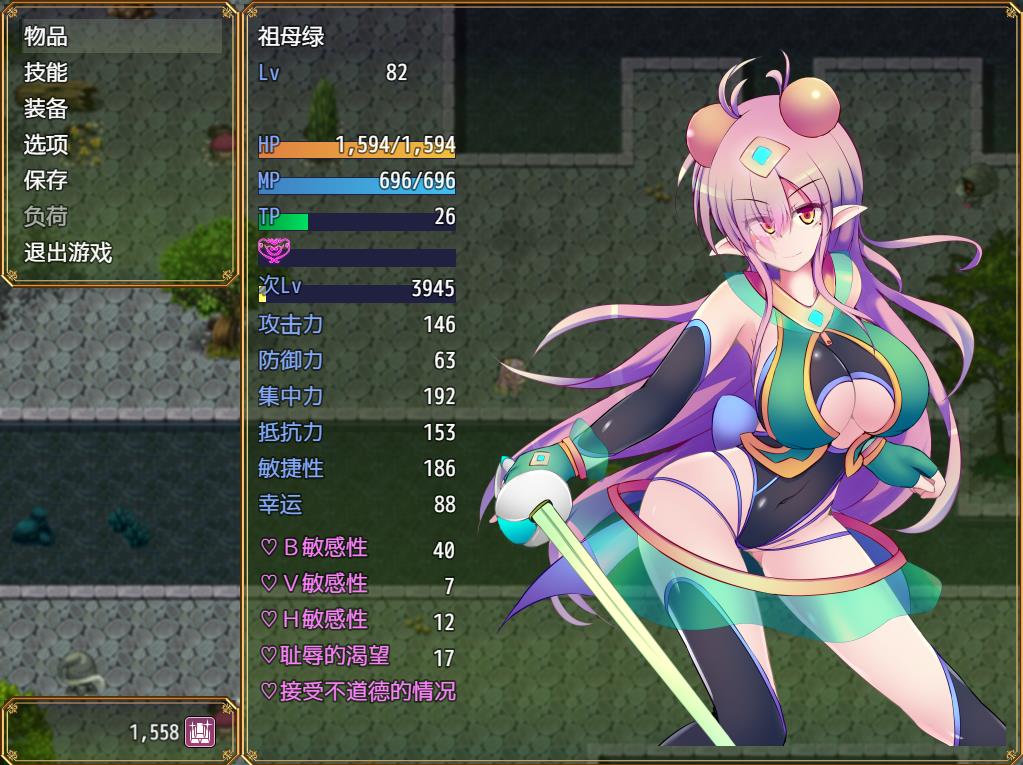 物品
技能
装备
选项
保存
负荷
退出游戏
祖母绿
Lv 82
HP 1,594/1,594
MP 696/696
TP 26
次Lv 3945
攻击力 146
防御力 63
集中力 192
抵抗力 153
敏捷性 186
幸运 88
♡Ｂ敏感性 40
♡Ｖ敏感性 7
♡Ｈ敏感性 12
♡耻辱的渴望 17
♡接受不道德的情况
1,558